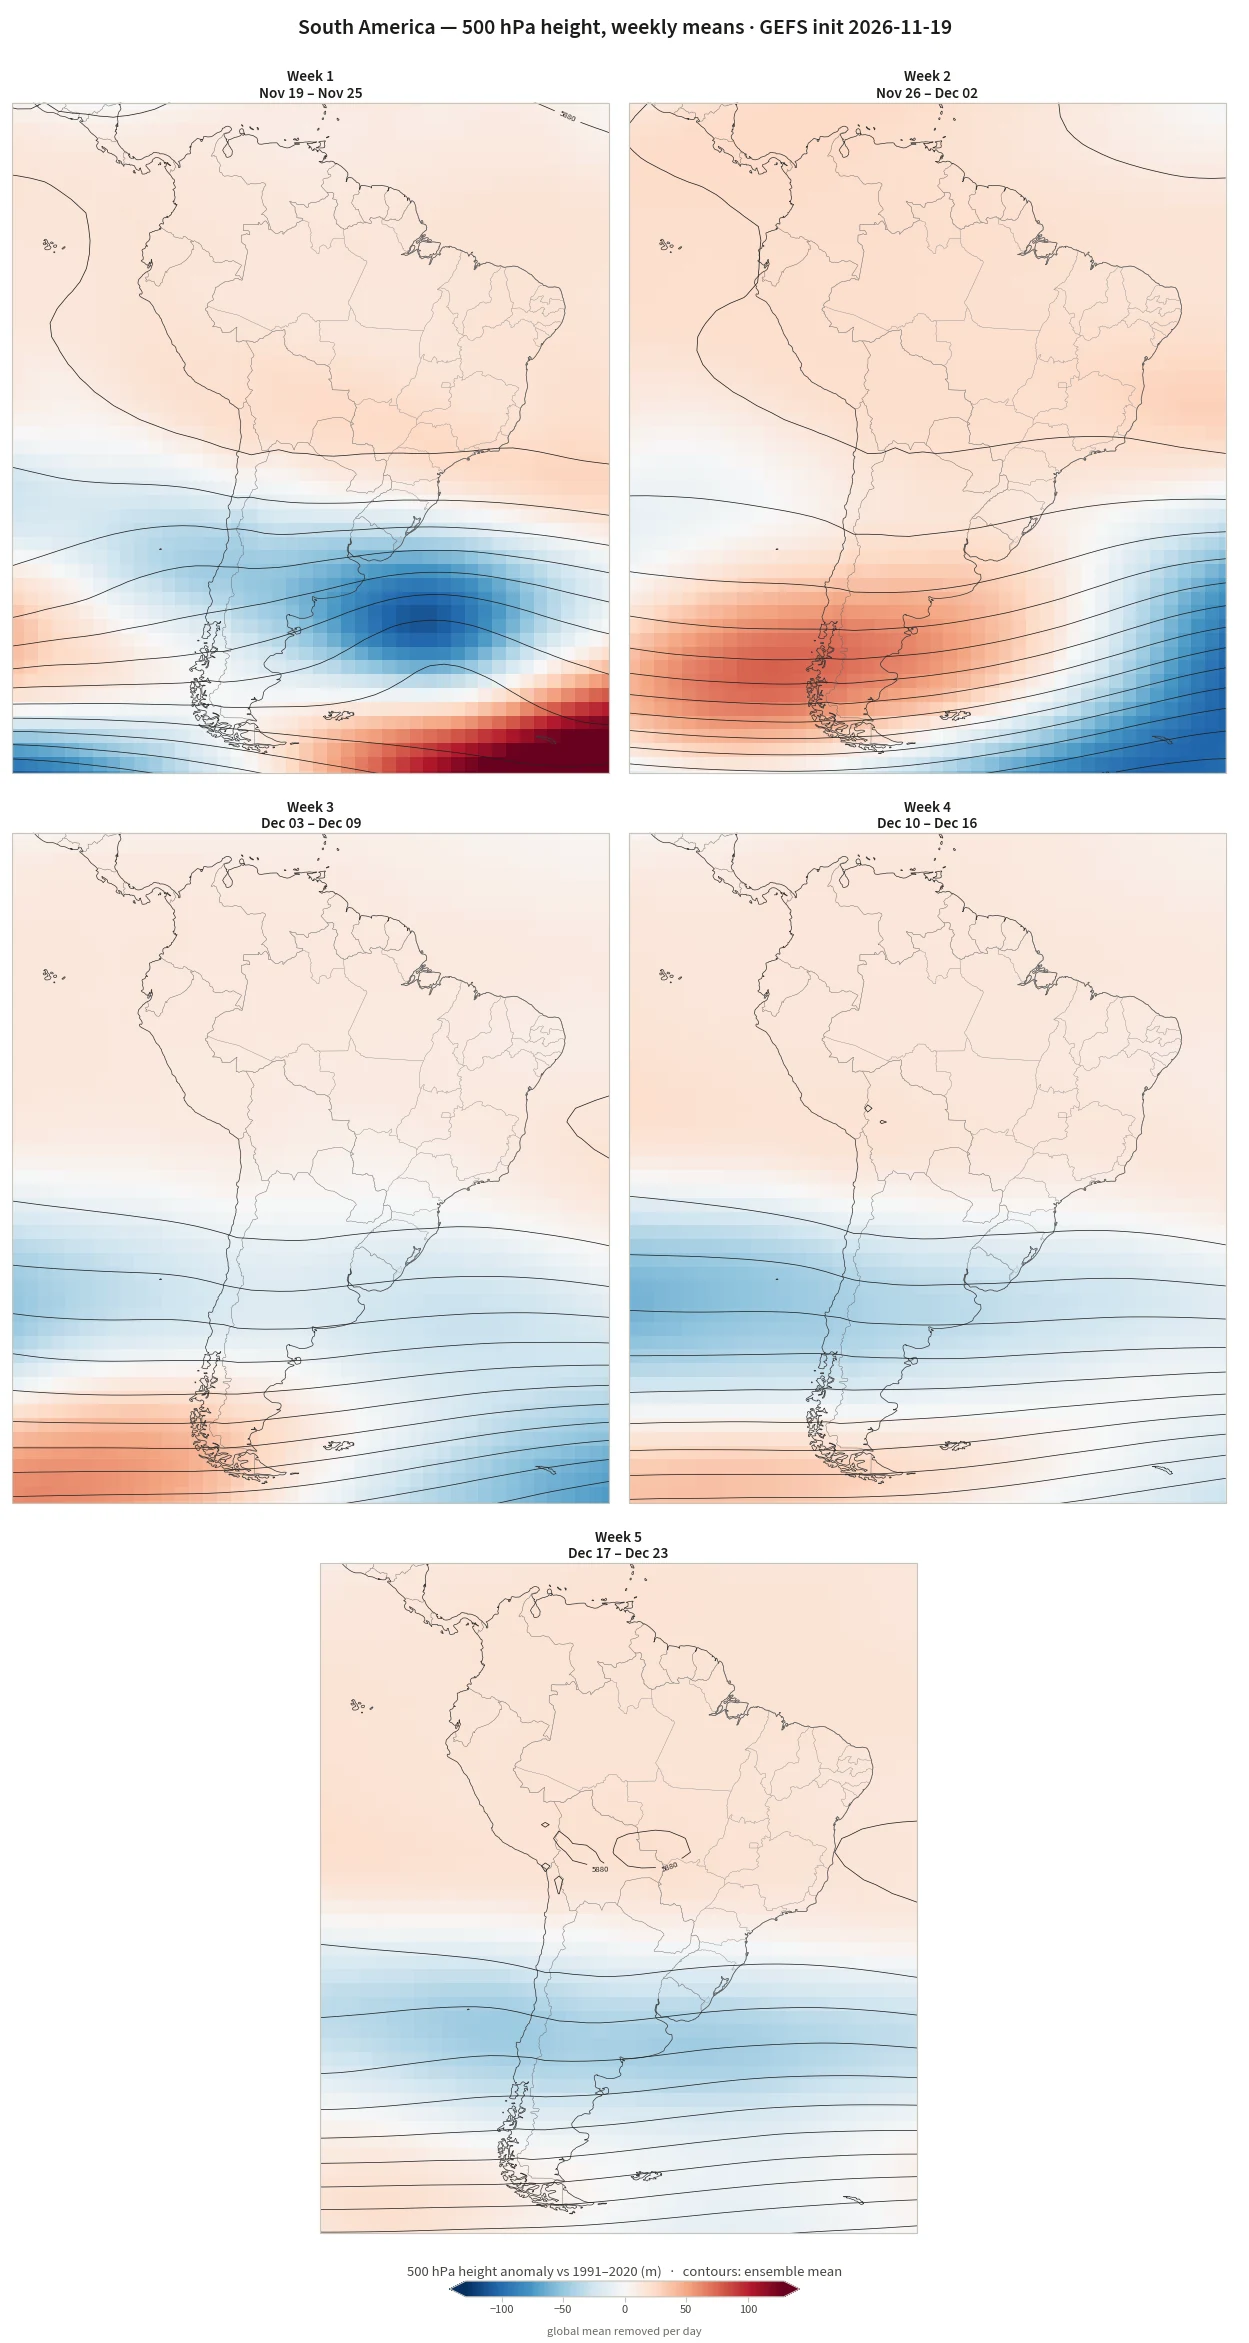 South America — 500 hPa height, weekly means · GEFS init 2026-11-19
Week 1
Nov 19 – Nov 25
5880
Week 2
Nov 26 – Dec 02
Week 3
Dec 03 – Dec 09
Week 4
Dec 10 – Dec 16
Week 5
Dec 17 – Dec 23
5880
5880
500 hPa height anomaly vs 1991–2020 (m) · contours: ensemble mean
−100 −50 0 50 100
global mean removed per day